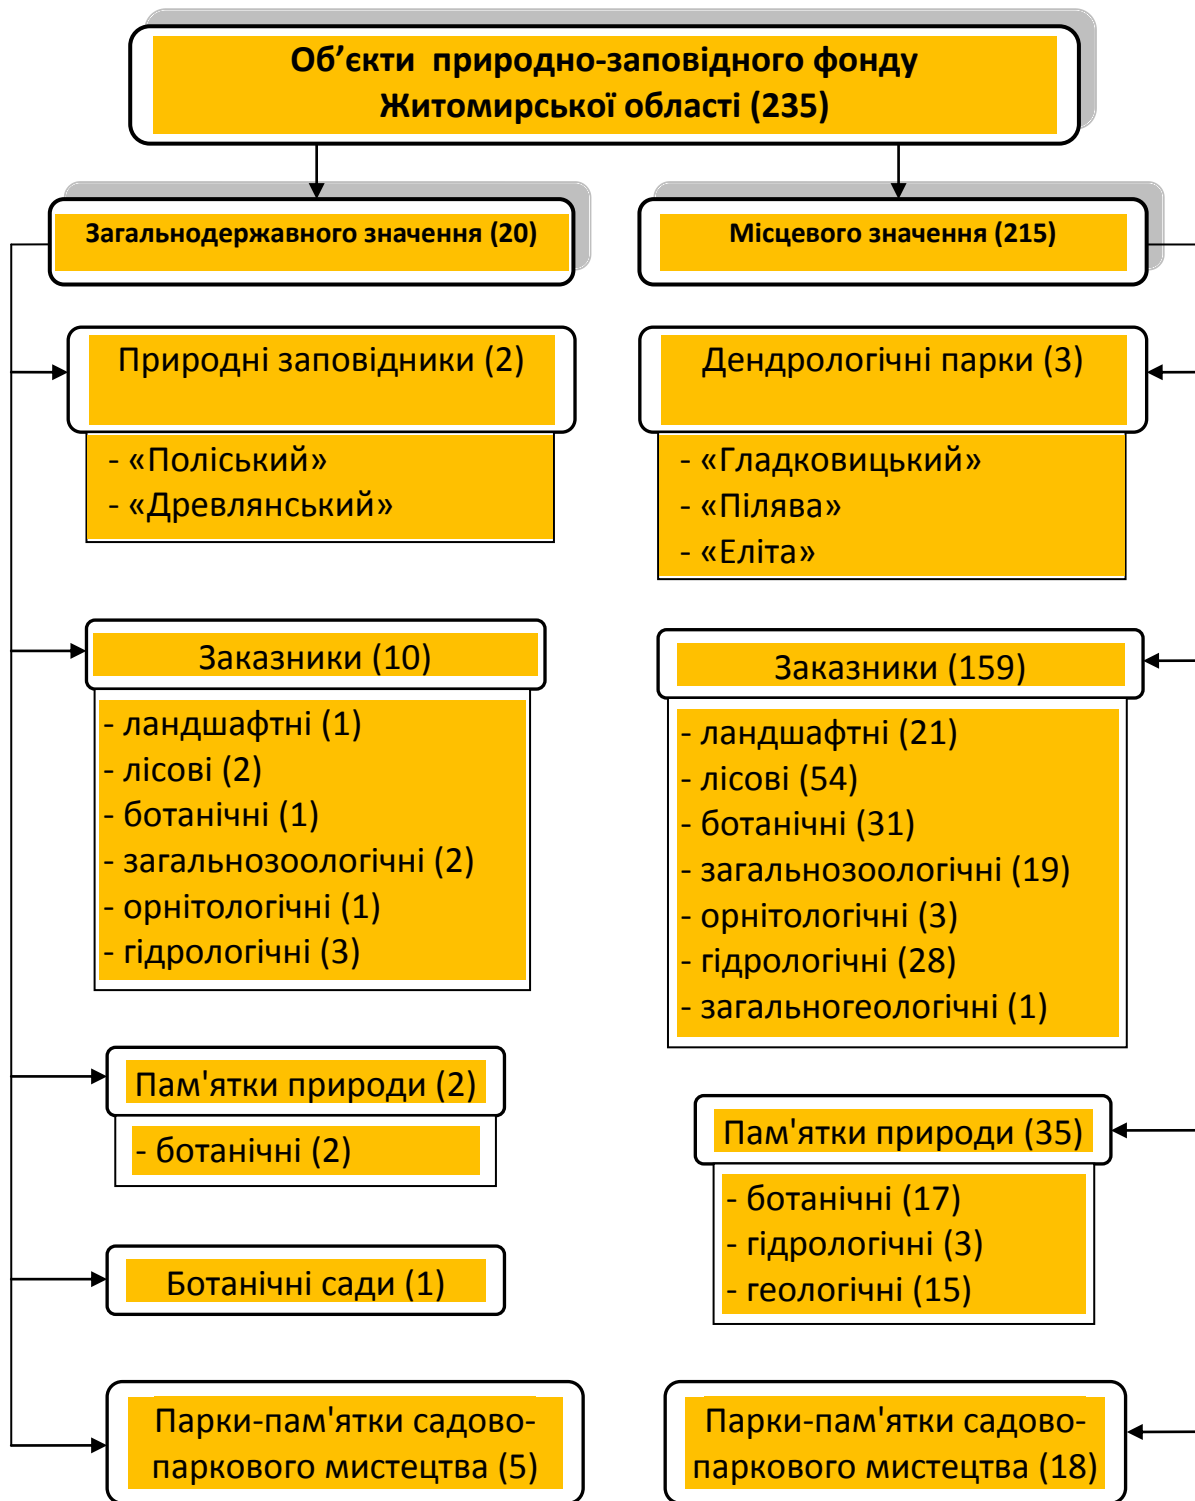 Об’єкти природно-заповідного фонду
Житомирської області (235)
Загальнодержавного значення (20)
Природні заповідники (2)
- «Поліський»
- «Древлянський»
Заказники (10)
- ландшафтні (1)
- лісові (2)
- ботанічні (1)
- загальнозоологічні (2)
- орнітологічні (1)
- гідрологічні (3)
Пам'ятки природи (2)
- ботанічні (2)
Ботанічні сади (1)
Парки-пам'ятки садово-
паркового мистецтва (5)
Місцевого значення (215)
Дендрологічні парки (3)
- «Гладковицький»
- «Пілява»
- «Еліта»
Заказники (159)
- ландшафтні (21)
- лісові (54)
- ботанічні (31)
- загальнозоологічні (19)
- орнітологічні (3)
- гідрологічні (28)
- загальногеологічні (1)
Пам'ятки природи (35)
- ботанічні (17)
- гідрологічні (3)
- геологічні (15)
Парки-пам'ятки садово-
паркового мистецтва (18)